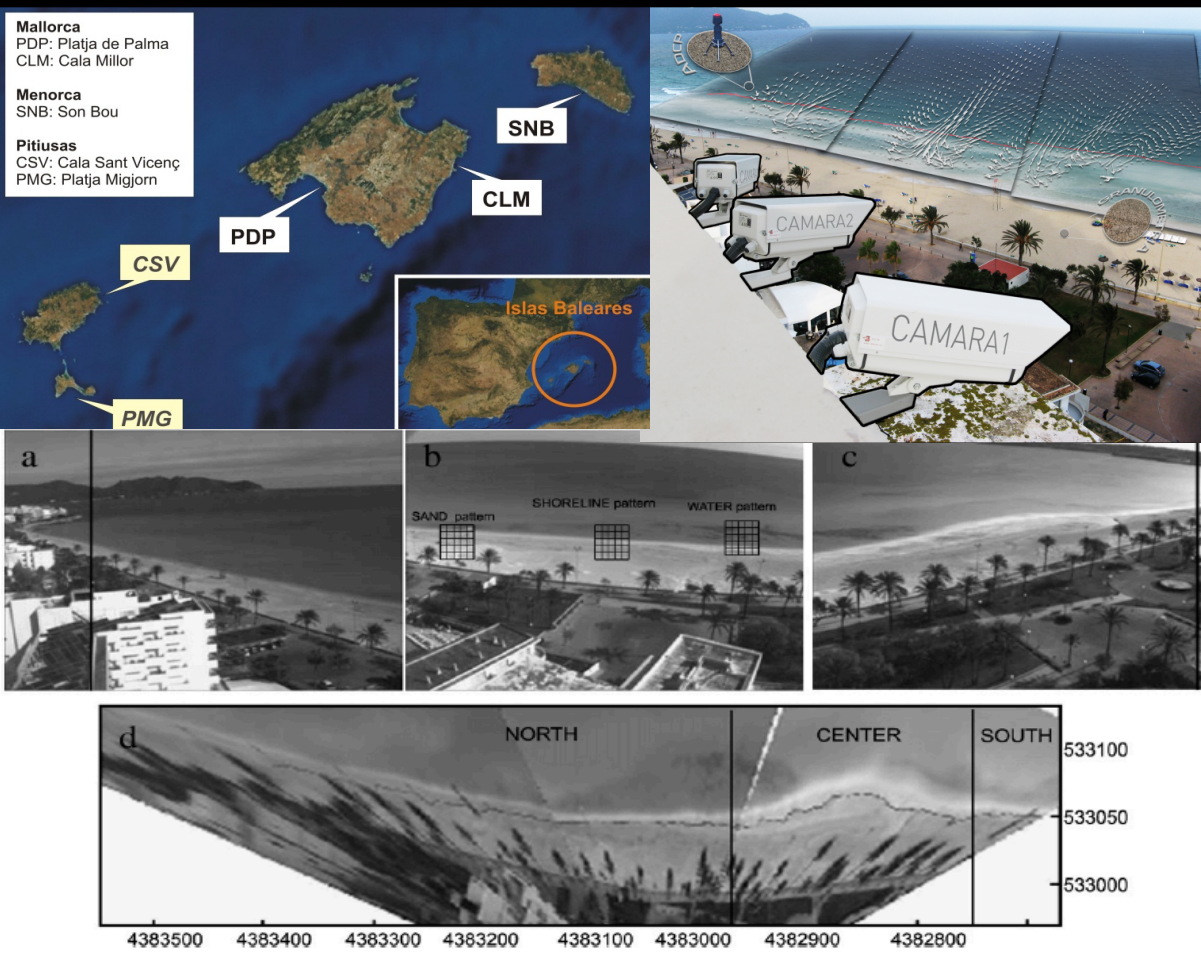 Mallorca
PDP: Platja de Palma
CLM: Cala Millor
Menorca
SNB: Son Bou
Pitiusas
CSV: Cala Sant Vicenç
PMG: Platja Migjorn
SNB
CLM
PDP
CSV
PMG
Islas Baleares
ADCP
GRANULOMETRIA
CAMARA2
CAMARA1
a
b
SAND pattern
SHORELINE pattern
WATER pattern
c
d
NORTH
CENTER
SOUTH
533100
533050
533000
4383500
4383400
4383300
4383200
4383100
4383000
4382900
4382800